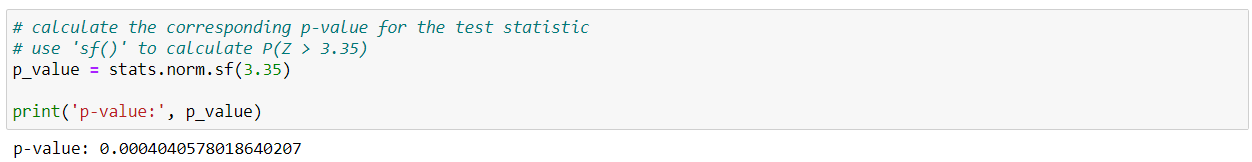 # calculate the corresponding p-value for the test statistic
# use 'sf()' to calculate P(Z > 3.35)
p_value = stats.norm.sf(3.35)
print('p-value:', p_value)
p-value: 0.0004040578018640207